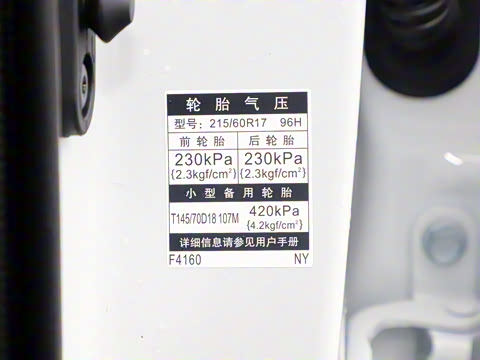 轮胎气压
型号：215/60R17 96H
前轮胎 后轮胎
230kPa 230kPa
{2.3kgf/cm²} {2.3kgf/cm²}
小型备用轮胎
T145/70D18 107M 420kPa
{4.2kgf/cm²}
详细信息请参见用户手册
F4160 NY